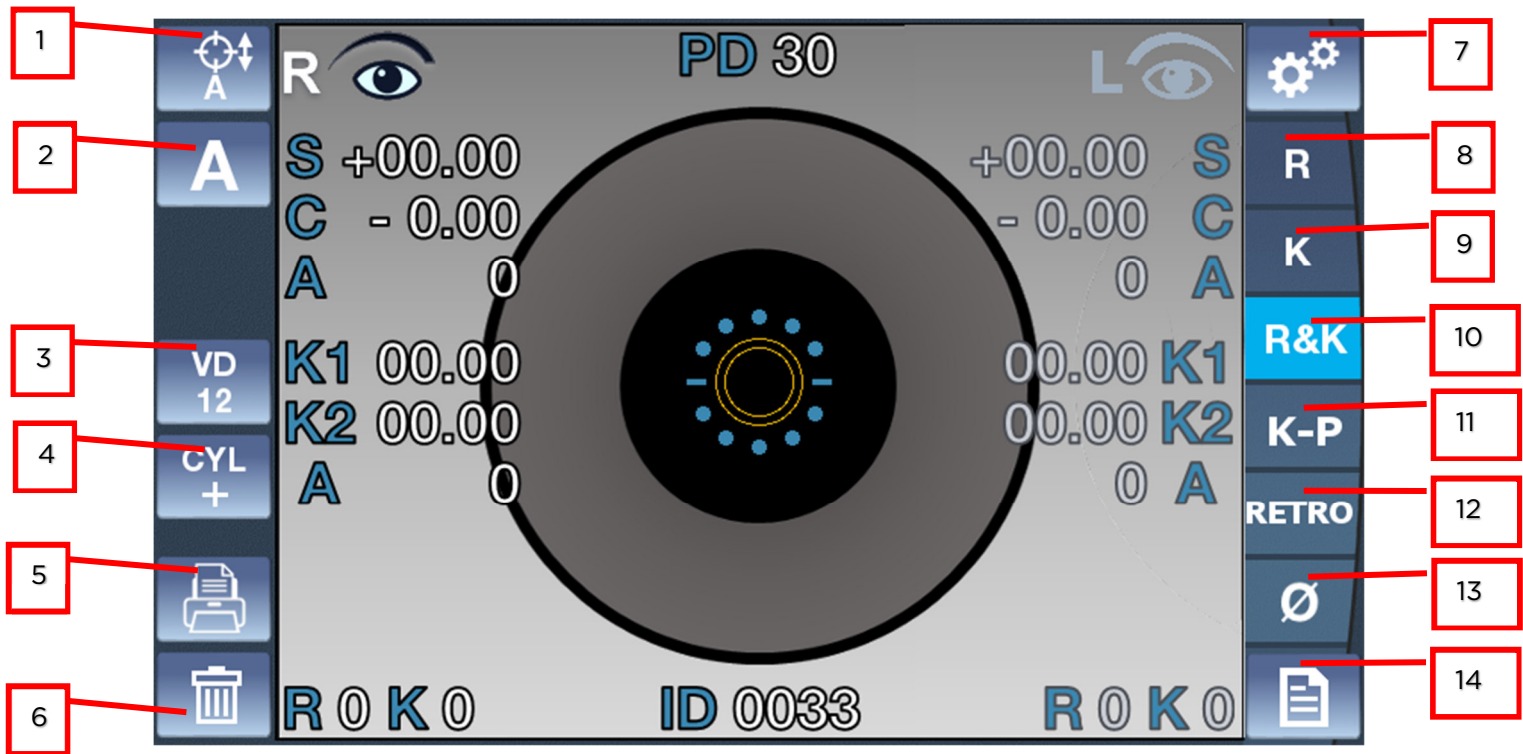 1
A
2
A
3
VD
12
4
CYL
+
5
6
R PD 30 L
S +00.00 +00.00 S
C - 0.00 - 0.00 C
A 0 0 A
K1 00.00 00.00 K1
K2 00.00 00.00 K2
A 0 0 A
R 0 K 0 ID 0033 R 0 K 0
7
R 8
K 9
R&K 10
K-P 11
RETRO 12
Ø 13
14